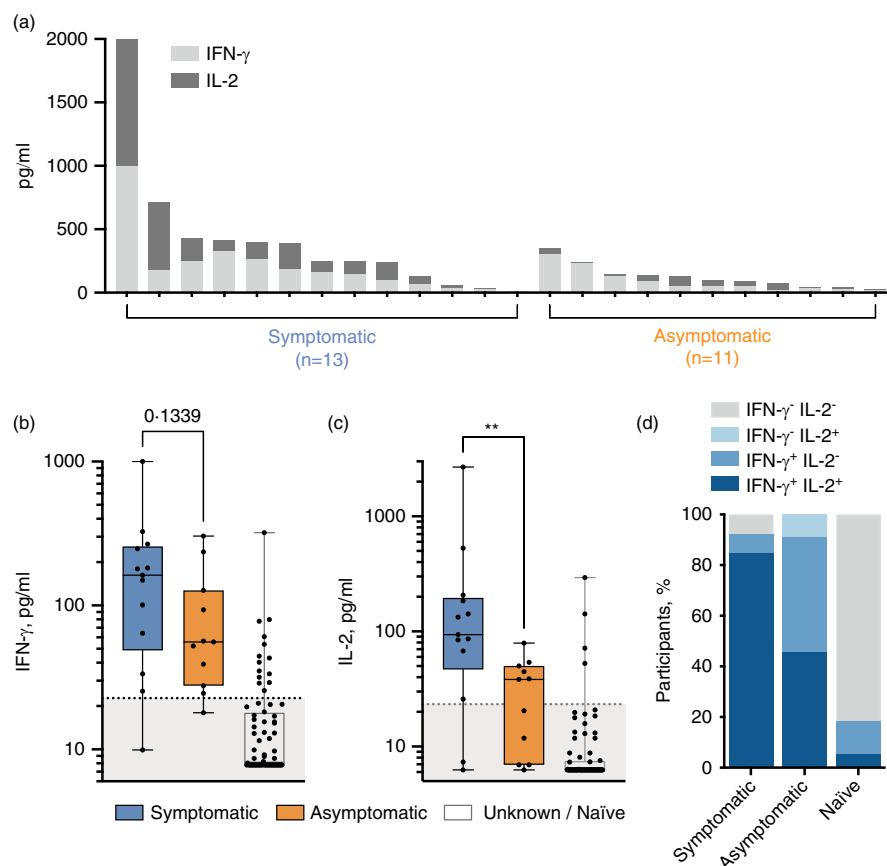 (a)
2000
1500
1000
500
0
pg/ml
IFN-γ
IL-2
Symptomatic
(n=13)
Asymptomatic
(n=11)
(b)
0·1339
1000
100
10
IFN-γ, pg/ml
(c)
**
1000
100
10
IL-2, pg/ml
Symptomatic
Asymptomatic
Unknown / Naïve
(d)
IFN-γ⁻ IL-2⁻
IFN-γ⁻ IL-2⁺
IFN-γ⁺ IL-2⁻
IFN-γ⁺ IL-2⁺
100
80
60
40
20
0
Participants, %
Symptomatic
Asymptomatic
Naïve